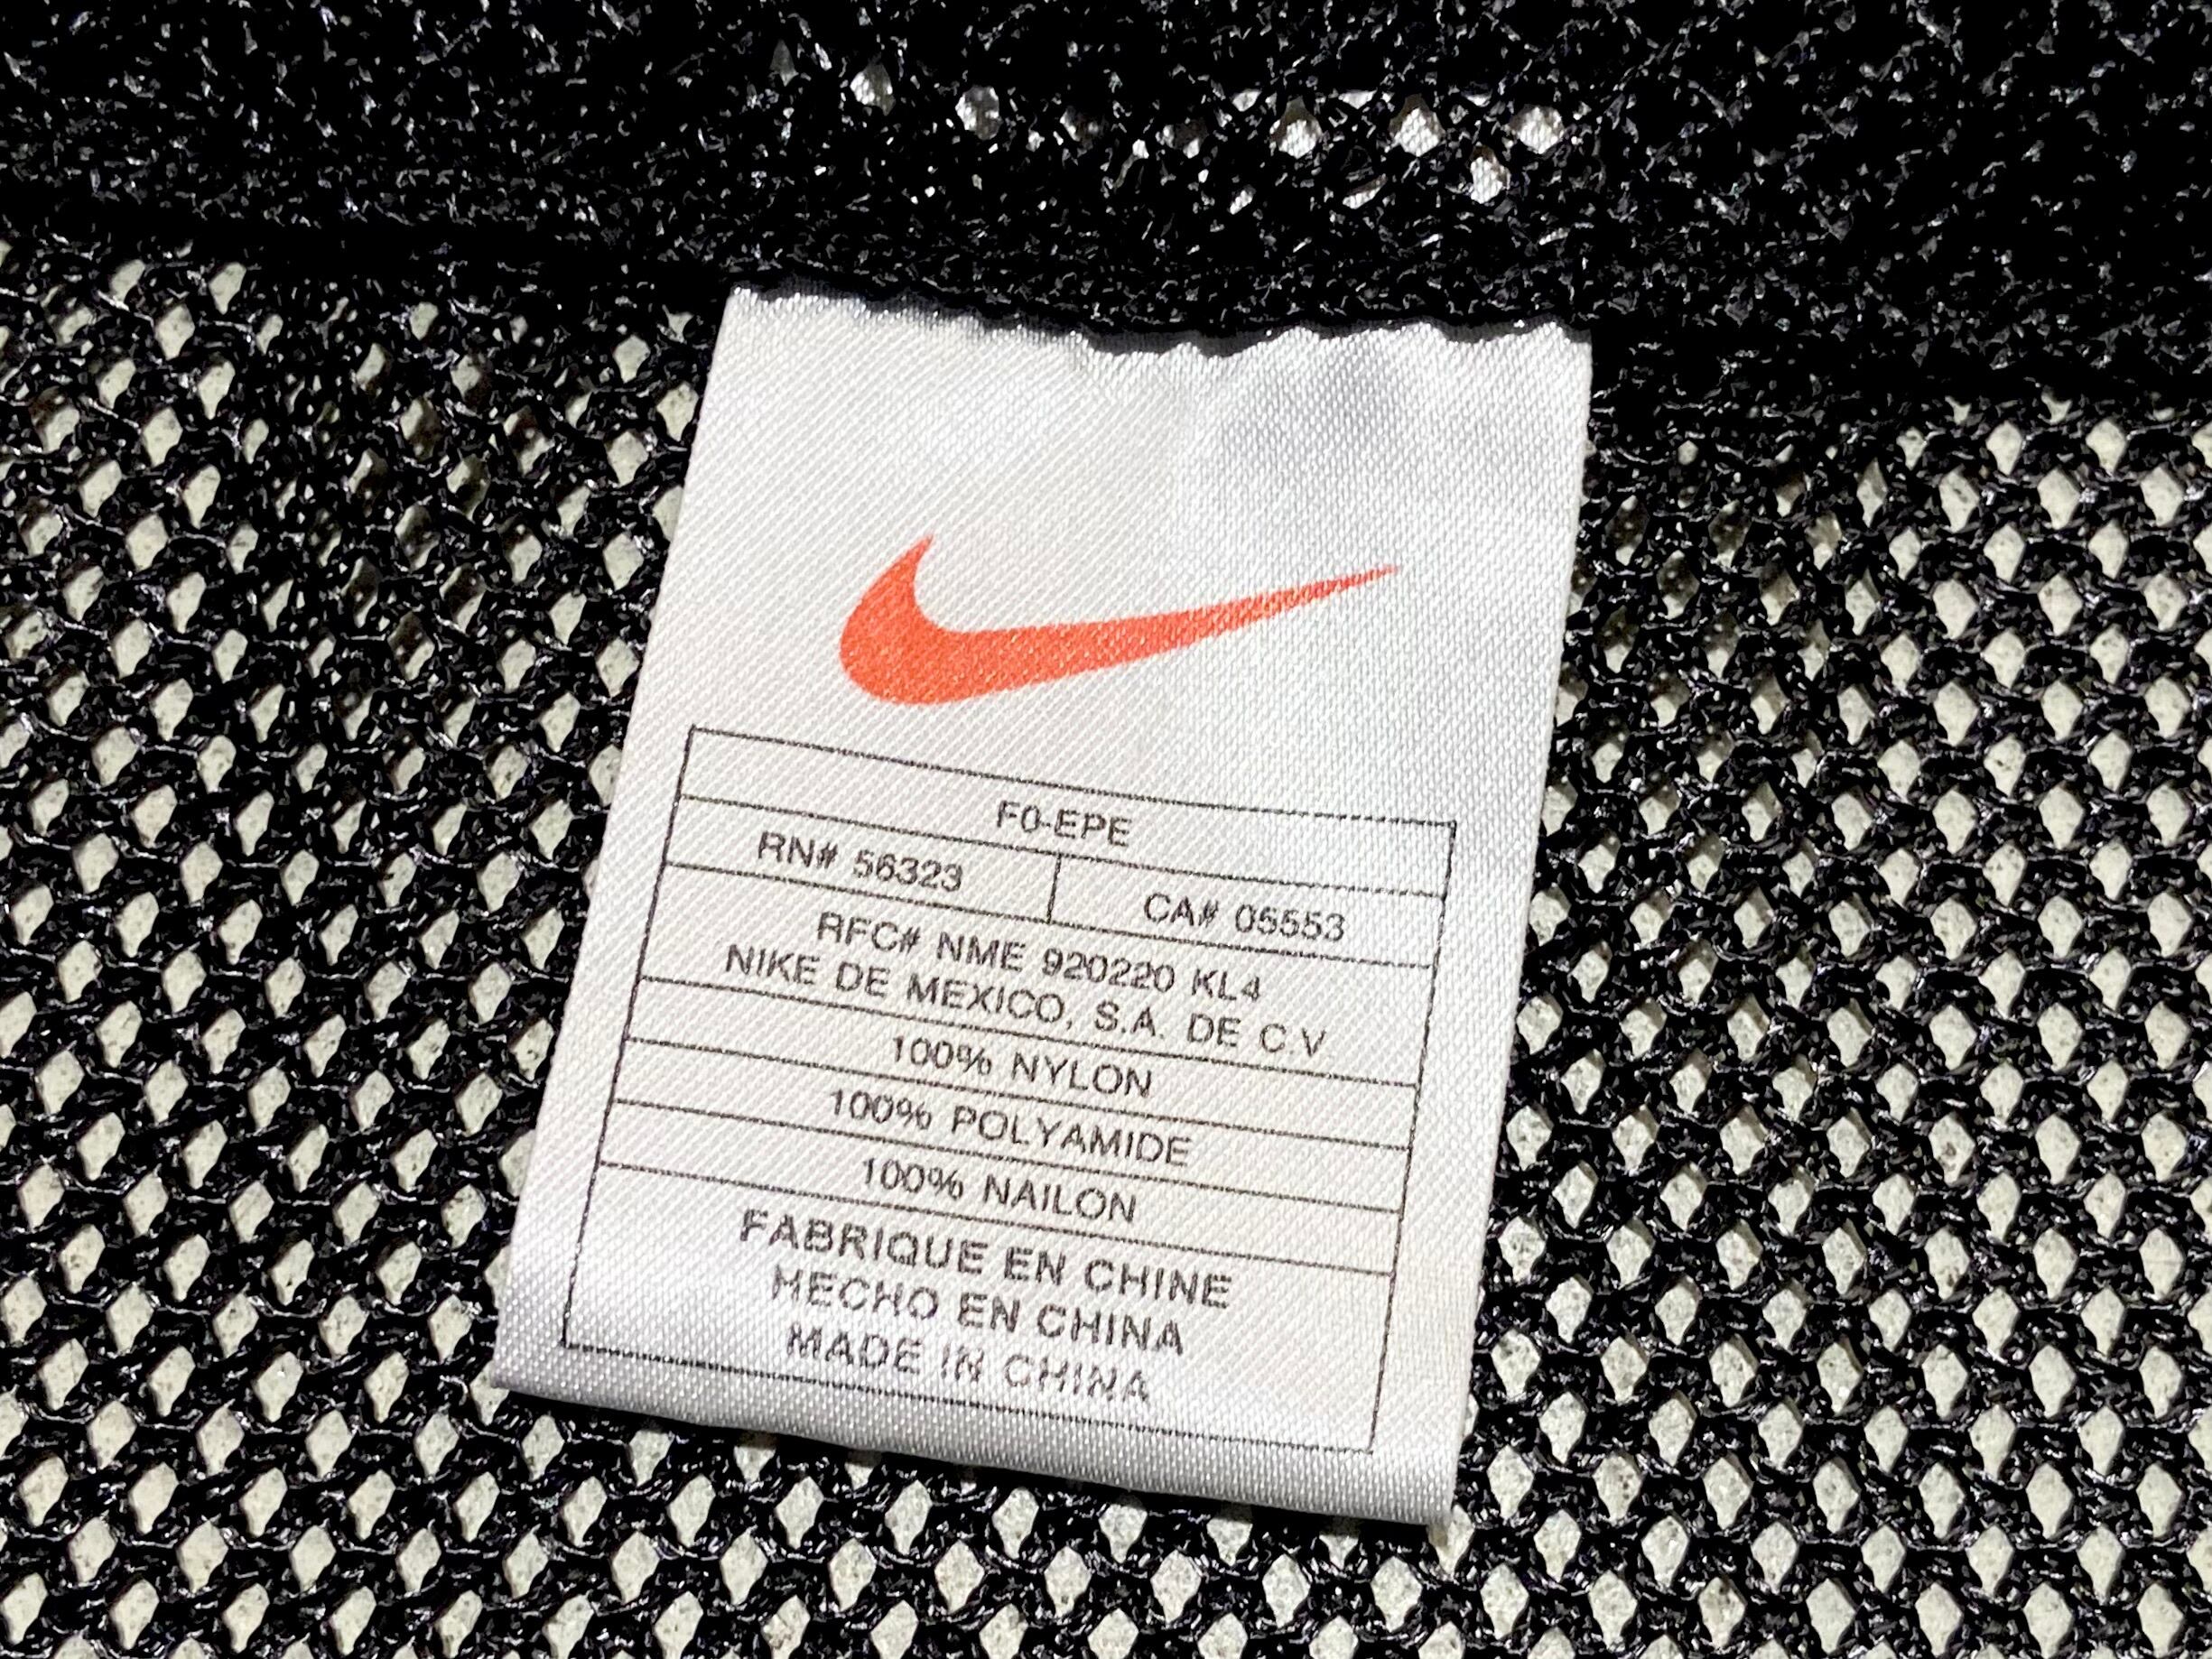 F0-EPE
RN# 56323
CA# 05553
RFC# NME 920220 KL4
NIKE DE MEXICO, S.A. DE C.V.
100% NYLON
100% POLYAMIDE
100% NAILON
FABRIQUE EN CHINE
HECHO EN CHINA
MADE IN CHINA